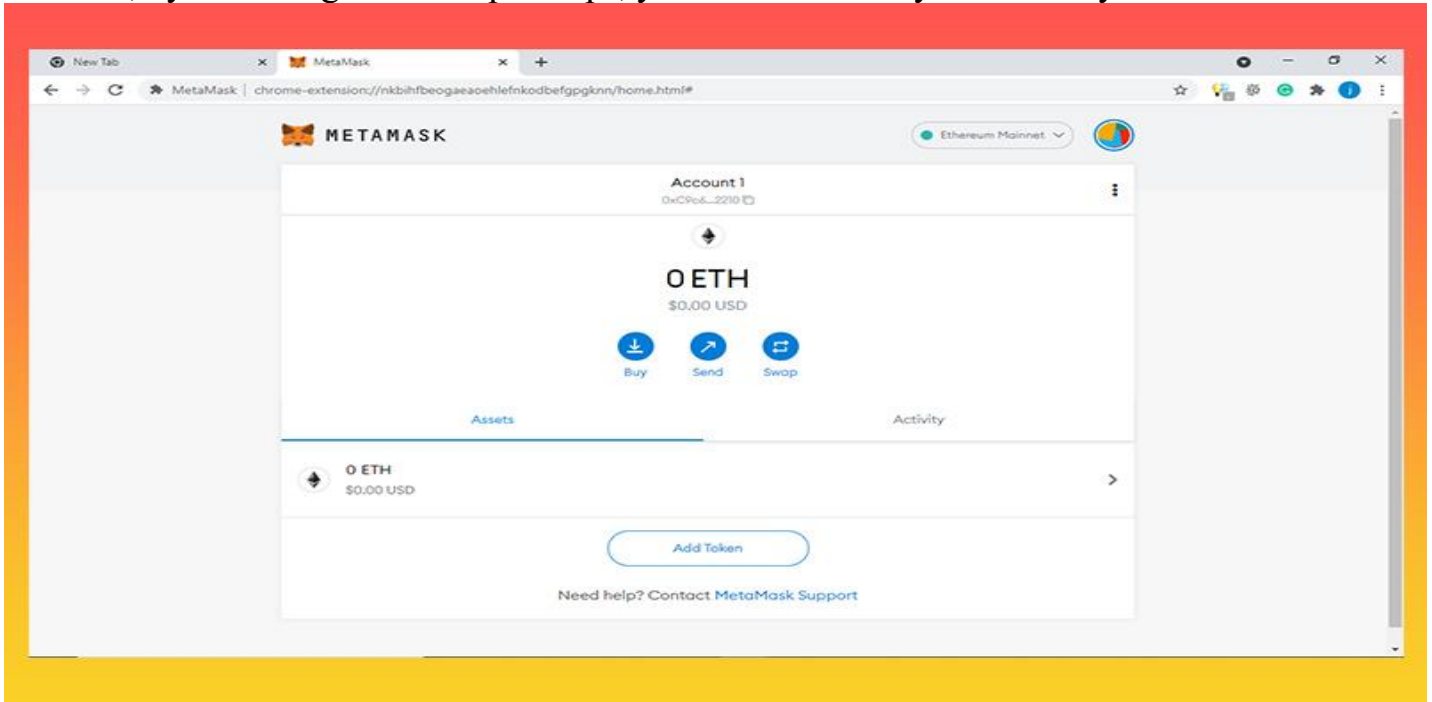 New Tab
MetaMask
MetaMask | chrome-extension://nkbihfbeogaeaoehlefnkodbefgpgknn/home.html#
METAMASK
Ethereum Mainnet
Account 1
0xC9c6...2210
0 ETH
$0.00 USD
Buy Send Swap
Assets Activity
0 ETH
$0.00 USD
Add Token
Need help? Contact MetaMask Support